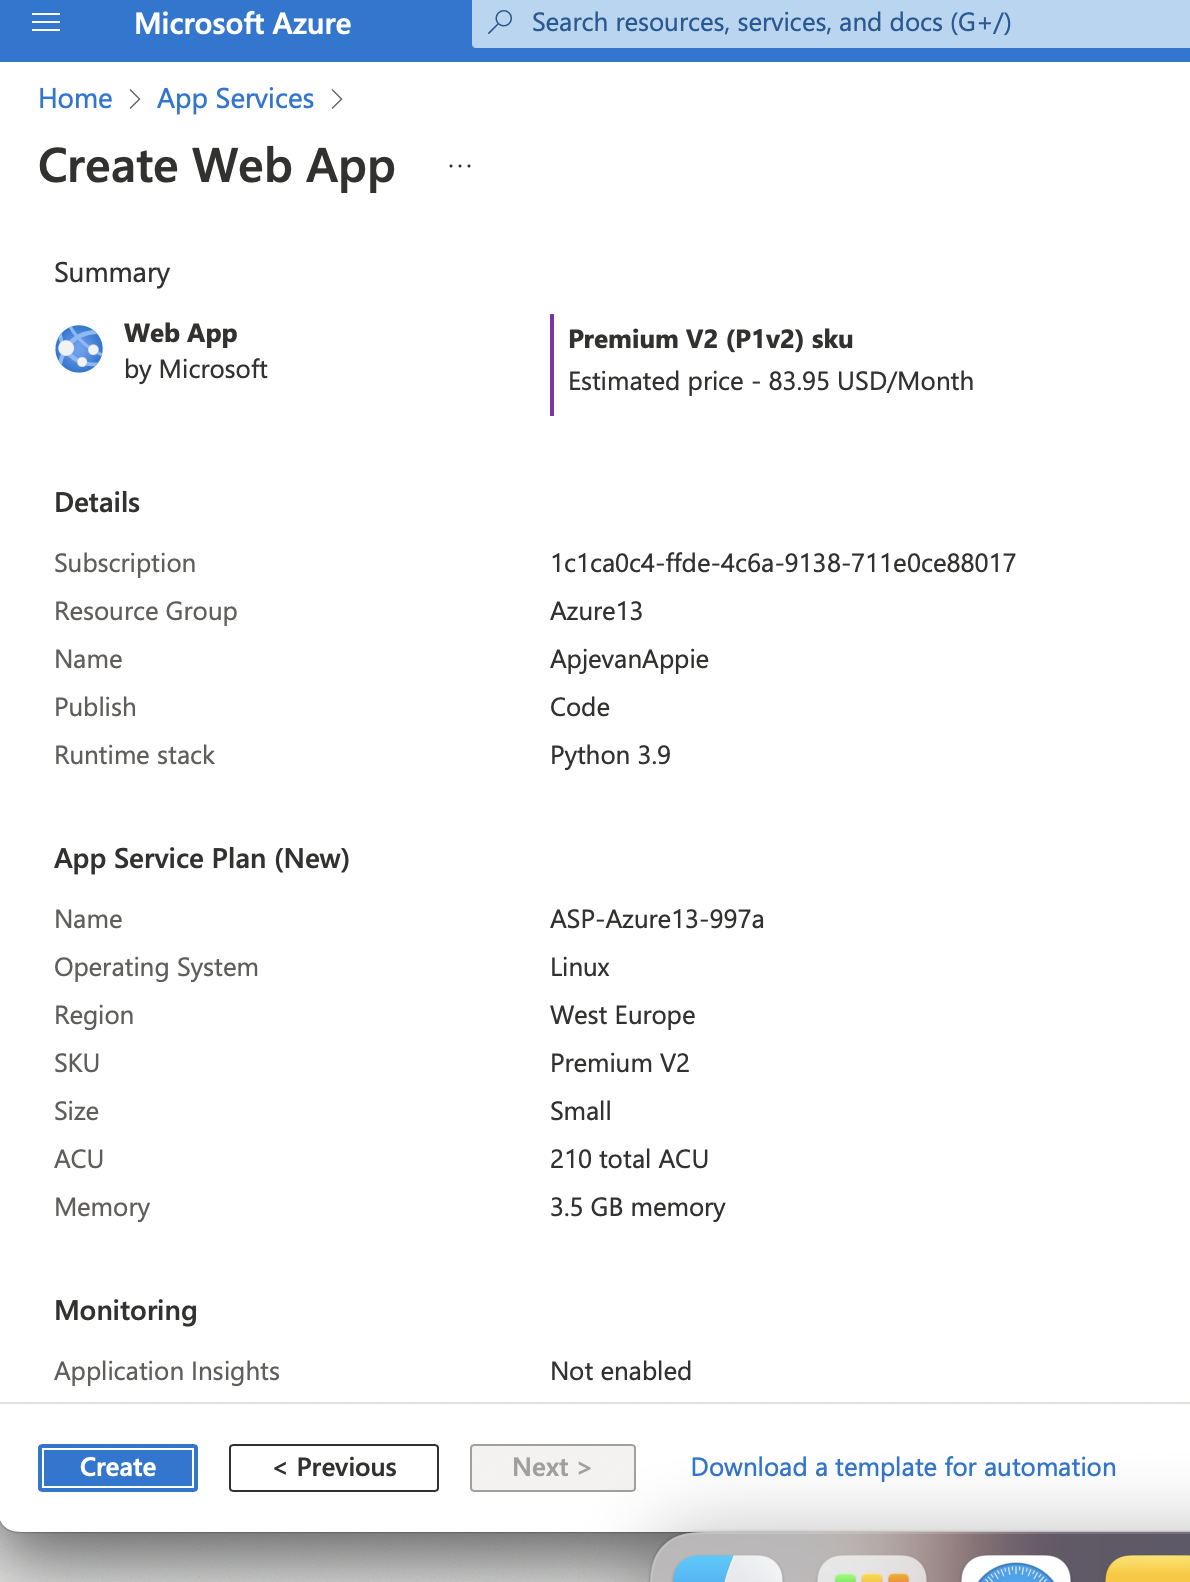 Microsoft Azure
Search resources, services, and docs (G+/)
Home > App Services >
Create Web App ...
Summary
Web App
by Microsoft
Premium V2 (P1v2) sku
Estimated price - 83.95 USD/Month
Details
Subscription 1c1ca0c4-ffde-4c6a-9138-711e0ce88017
Resource Group Azure13
Name ApjevanAppie
Publish Code
Runtime stack Python 3.9
App Service Plan (New)
Name ASP-Azure13-997a
Operating System Linux
Region West Europe
SKU Premium V2
Size Small
ACU 210 total ACU
Memory 3.5 GB memory
Monitoring
Application Insights Not enabled
Create < Previous Next > Download a template for automation